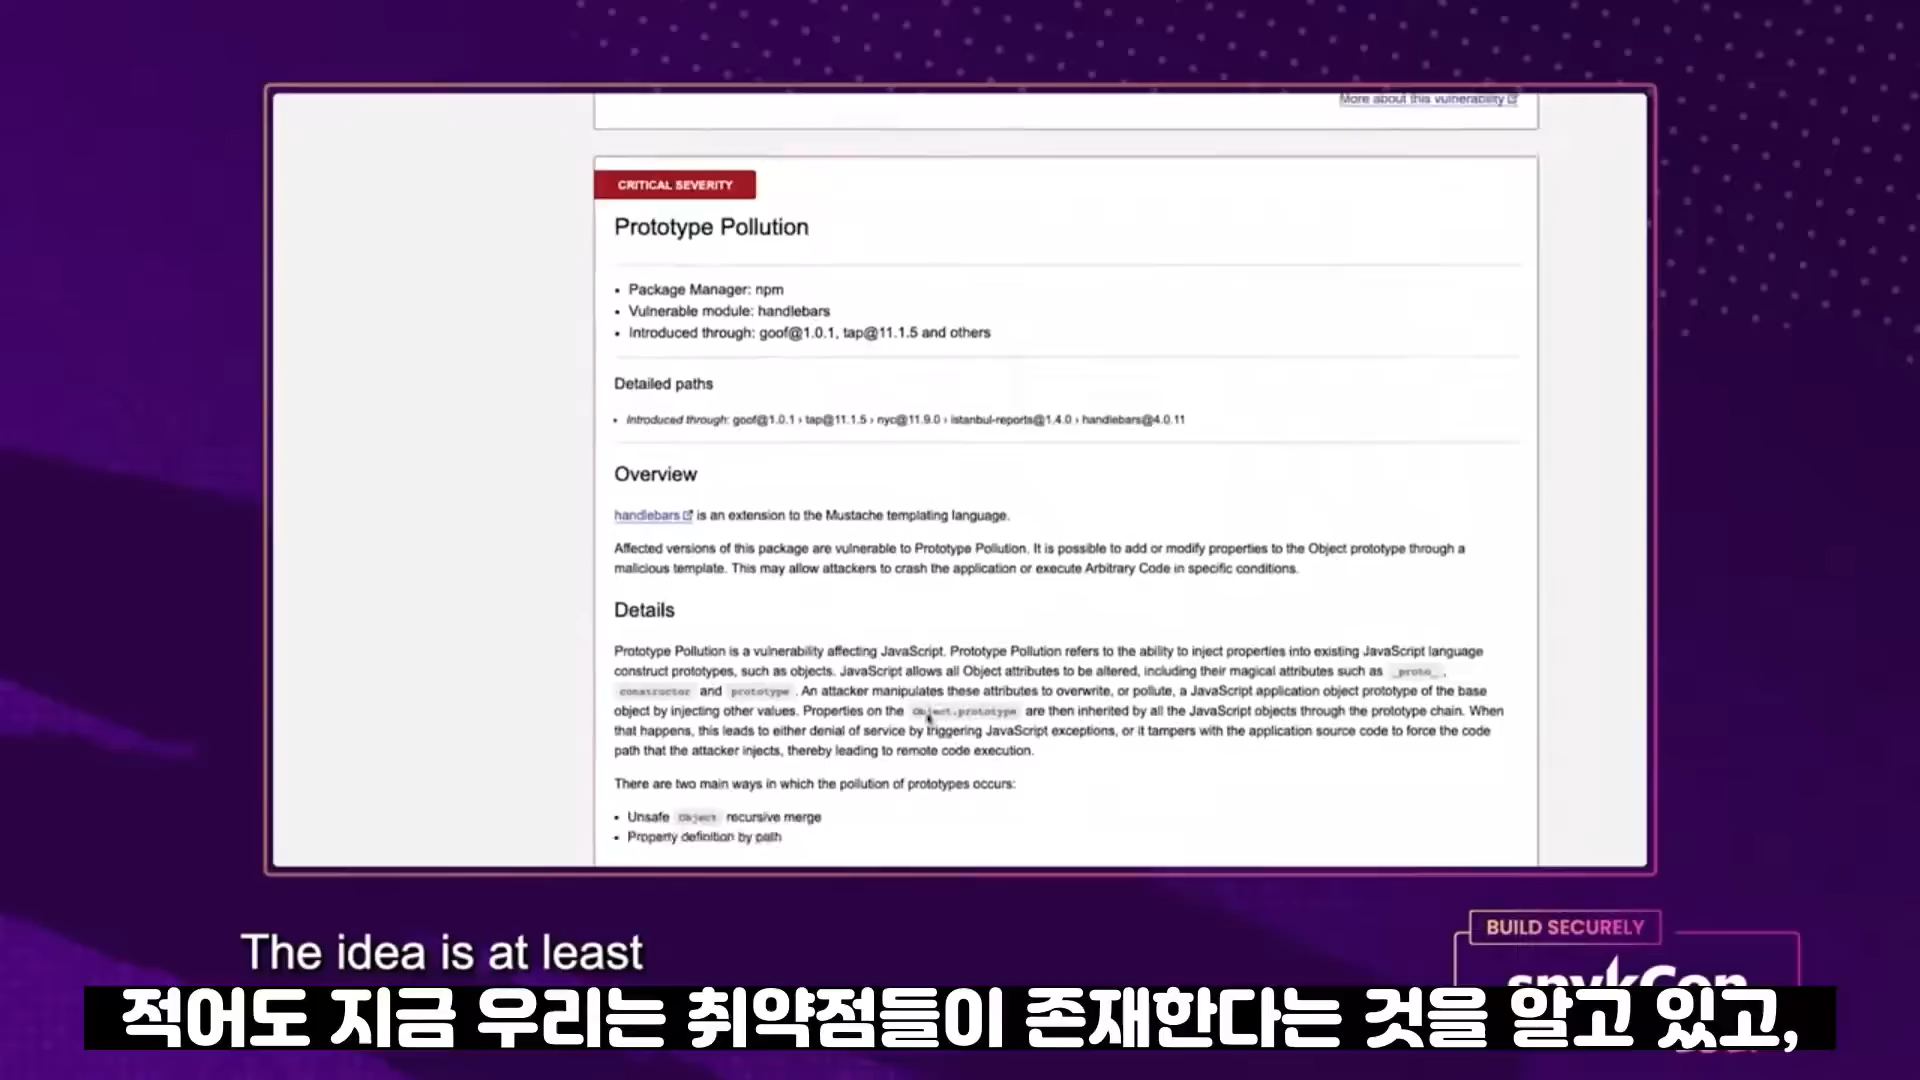 More about this vulnerability
CRITICAL SEVERITY
Prototype Pollution
• Package Manager: npm
• Vulnerable module: handlebars
• Introduced through: goof@1.0.1, tap@11.1.5 and others
Detailed paths
• Introduced through: goof@1.0.1 › tap@11.1.5 › nyc@11.9.0 › istanbul-reports@1.4.0 › handlebars@4.0.11
Overview
handlebars is an extension to the Mustache templating language.
Affected versions of this package are vulnerable to Prototype Pollution. It is possible to add or modify properties to the Object prototype through a
malicious template. This may allow attackers to crash the application or execute Arbitrary Code in specific conditions.
Details
Prototype Pollution is a vulnerability affecting JavaScript. Prototype Pollution refers to the ability to inject properties into existing JavaScript language
construct prototypes, such as objects. JavaScript allows all Object attributes to be altered, including their magical attributes such as _proto_,
constructor and prototype. An attacker manipulates these attributes to overwrite, or pollute, a JavaScript application object prototype of the base
object by injecting other values. Properties on the Object.prototype are then inherited by all the JavaScript objects through the prototype chain. When
that happens, this leads to either denial of service by triggering JavaScript exceptions, or it tampers with the application source code to force the code
path that the attacker injects, thereby leading to remote code execution.
There are two main ways in which the pollution of prototypes occurs:
• Unsafe Object recursive merge
• Property definition by path
The idea is at least
BUILD SECURELY
snykCon
적어도 지금 우리는 취약점들이 존재한다는 것을 알고 있고,